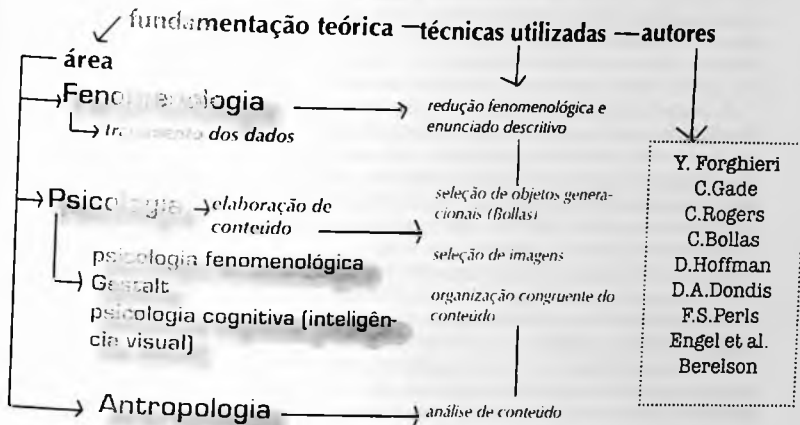 fundamentação teórica — técnicas utilizadas — autores
área
Fenomenologia
tratamento dos dados
redução fenomenológica e
enunciado descritivo
Psicologia
elaboração de
conteúdo
psicologia fenomenológica
Gestalt
psicologia cognitiva (inteligên-
cia visual)
seleção de objetos genera-
cionais (Bollas)
seleção de imagens
organização congruente do
conteúdo
Antropologia
análise de conteúdo
Y. Forghieri
C.Gade
C.Rogers
C.Bollas
D.Hoffman
D.A.Dondis
F.S.Perls
Engel et al.
Berelson